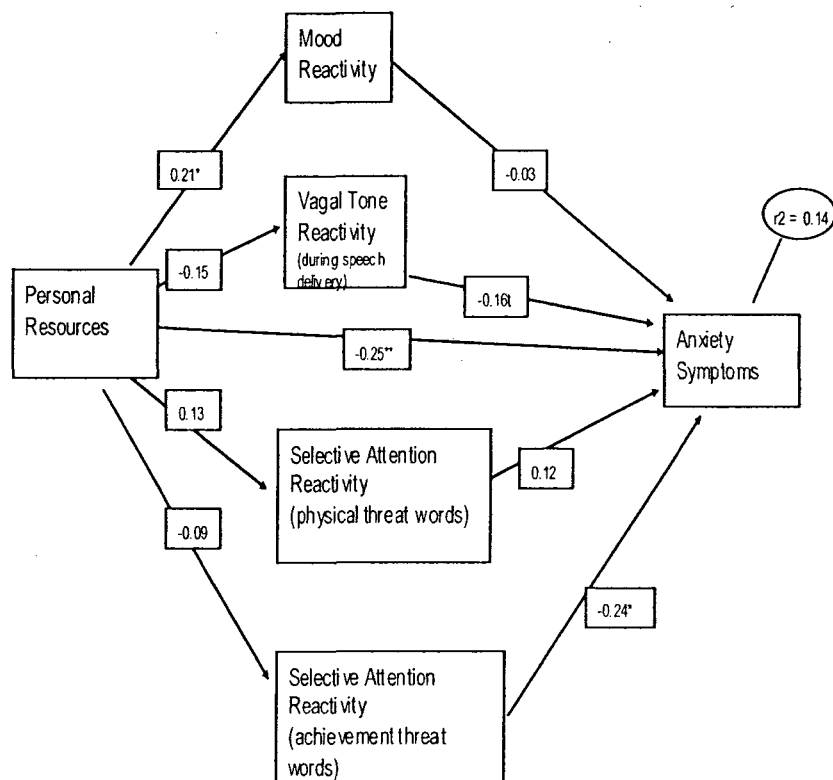 Mood
Reactivity
0.21*
-0.03
Vagal Tone
Reactivity
(during speech
delivery)
r2 = 0.14
-0.15
-0.16t
Personal
Resources
Anxiety
Symptoms
-0.25**
0.13
Selective Attention
Reactivity
(physical threat words)
0.12
-0.09
-0.24*
Selective Attention
Reactivity
(achievement threat
words)